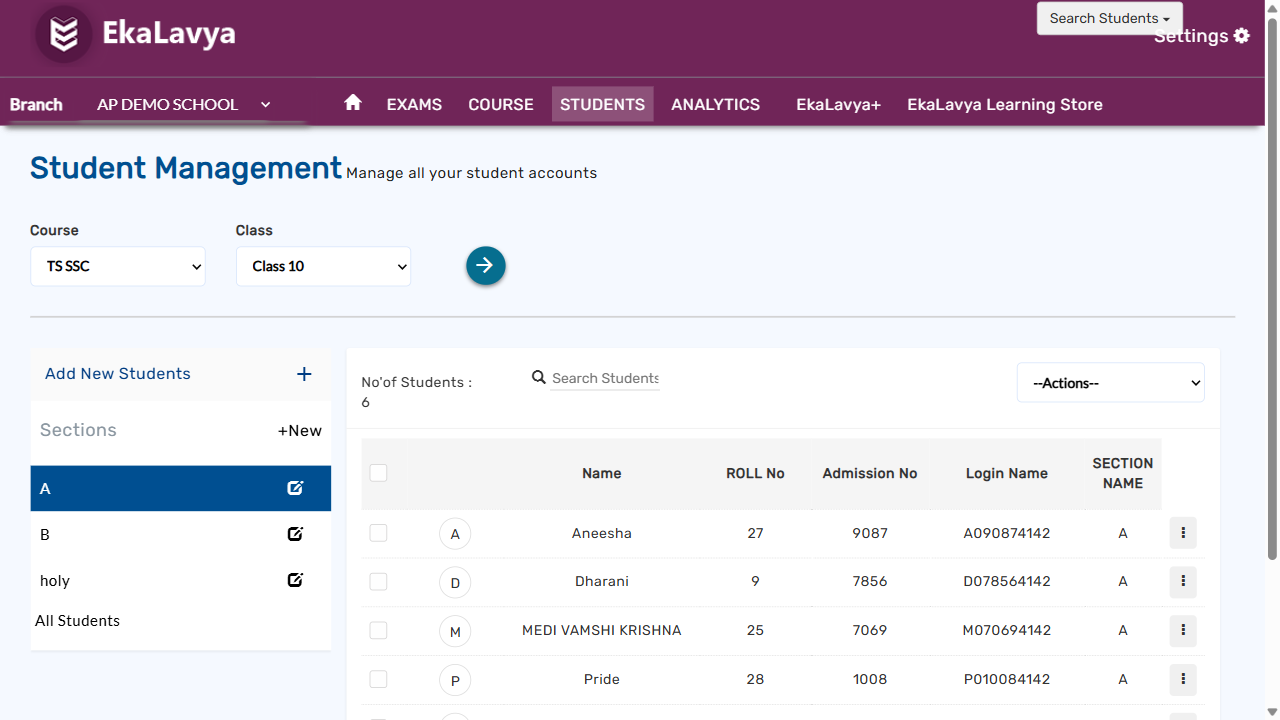 EkaLavya
Search Students
Settings
Branch
AP DEMO SCHOOL
EXAMS
COURSE
STUDENTS
ANALYTICS
EkaLavya+
EkaLavya Learning Store
Student Management Manage all your student accounts
Course
Class
TS SSC
Class 10
Add New Students
Sections
+New
A
B
holy
All Students
No'of Students :
6
Search Students
--Actions--
Name ROLL No Admission No Login Name SECTION NAME
A Aneesha 27 9087 A090874142 A
D Dharani 9 7856 D078564142 A
M MEDI VAMSHI KRISHNA 25 7069 M070694142 A
P Pride 28 1008 P010084142 A